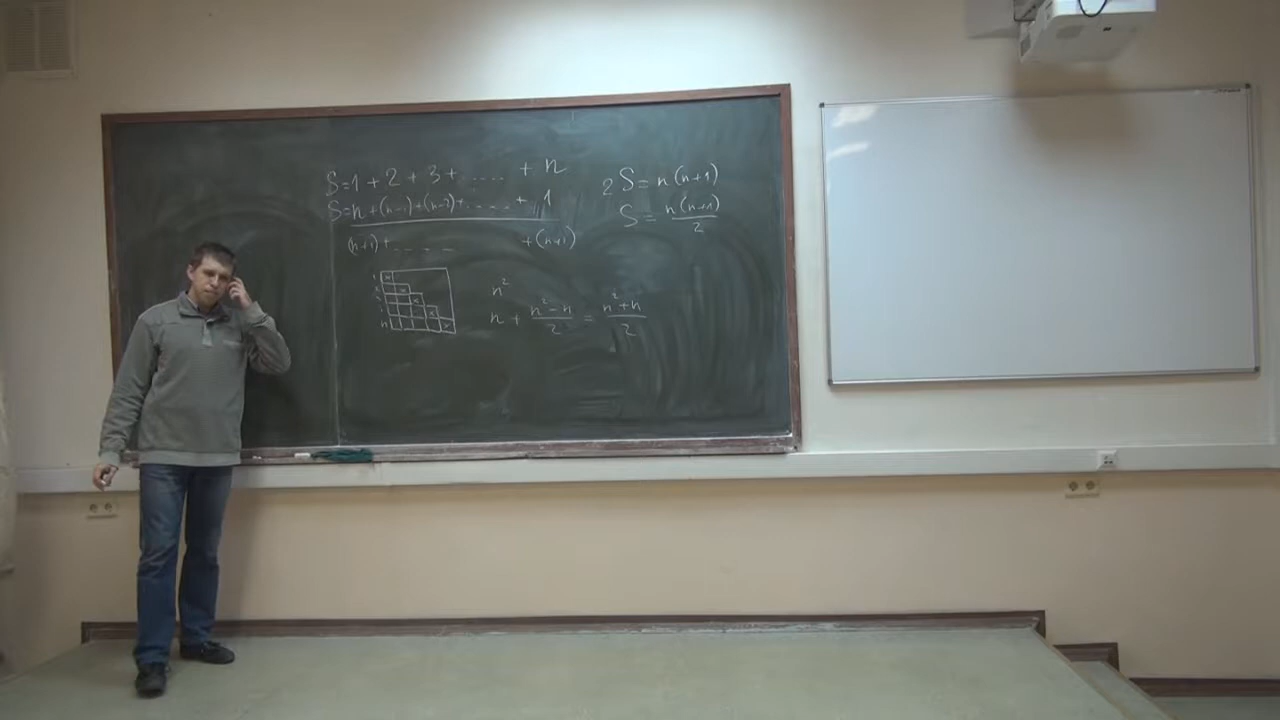 S=1+2+3+.....+n
S=n+(n-1)+(n-2)+.....+1
(n+1)+.....+(n+1)
2S=n(n+1)
S=n(n+1)/2
n²
n+(n²-n)/2=(n²+n)/2